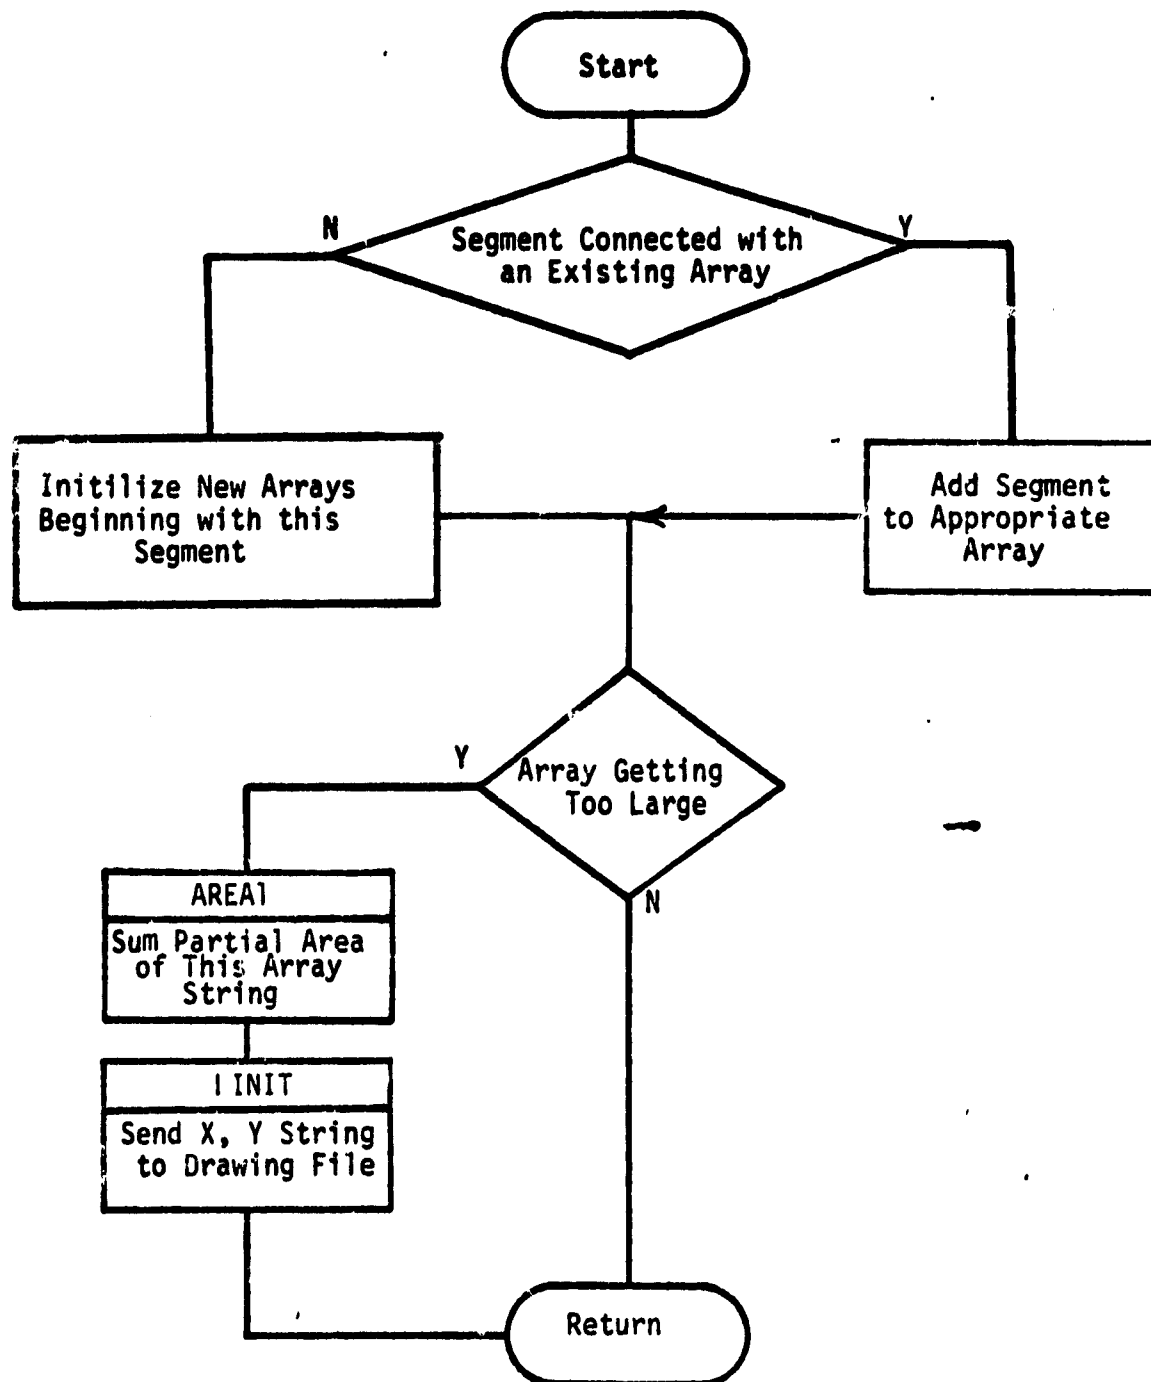 Start
N
Y
Segment Connected with
an Existing Array
Initilize New Arrays
Beginning with this
Segment
Add Segment
to Appropriate
Array
Y
Array Getting
Too Large
N
AREA1
Sum Partial Area
of This Array
String
INIT
Send X, Y String
to Drawing File
Return